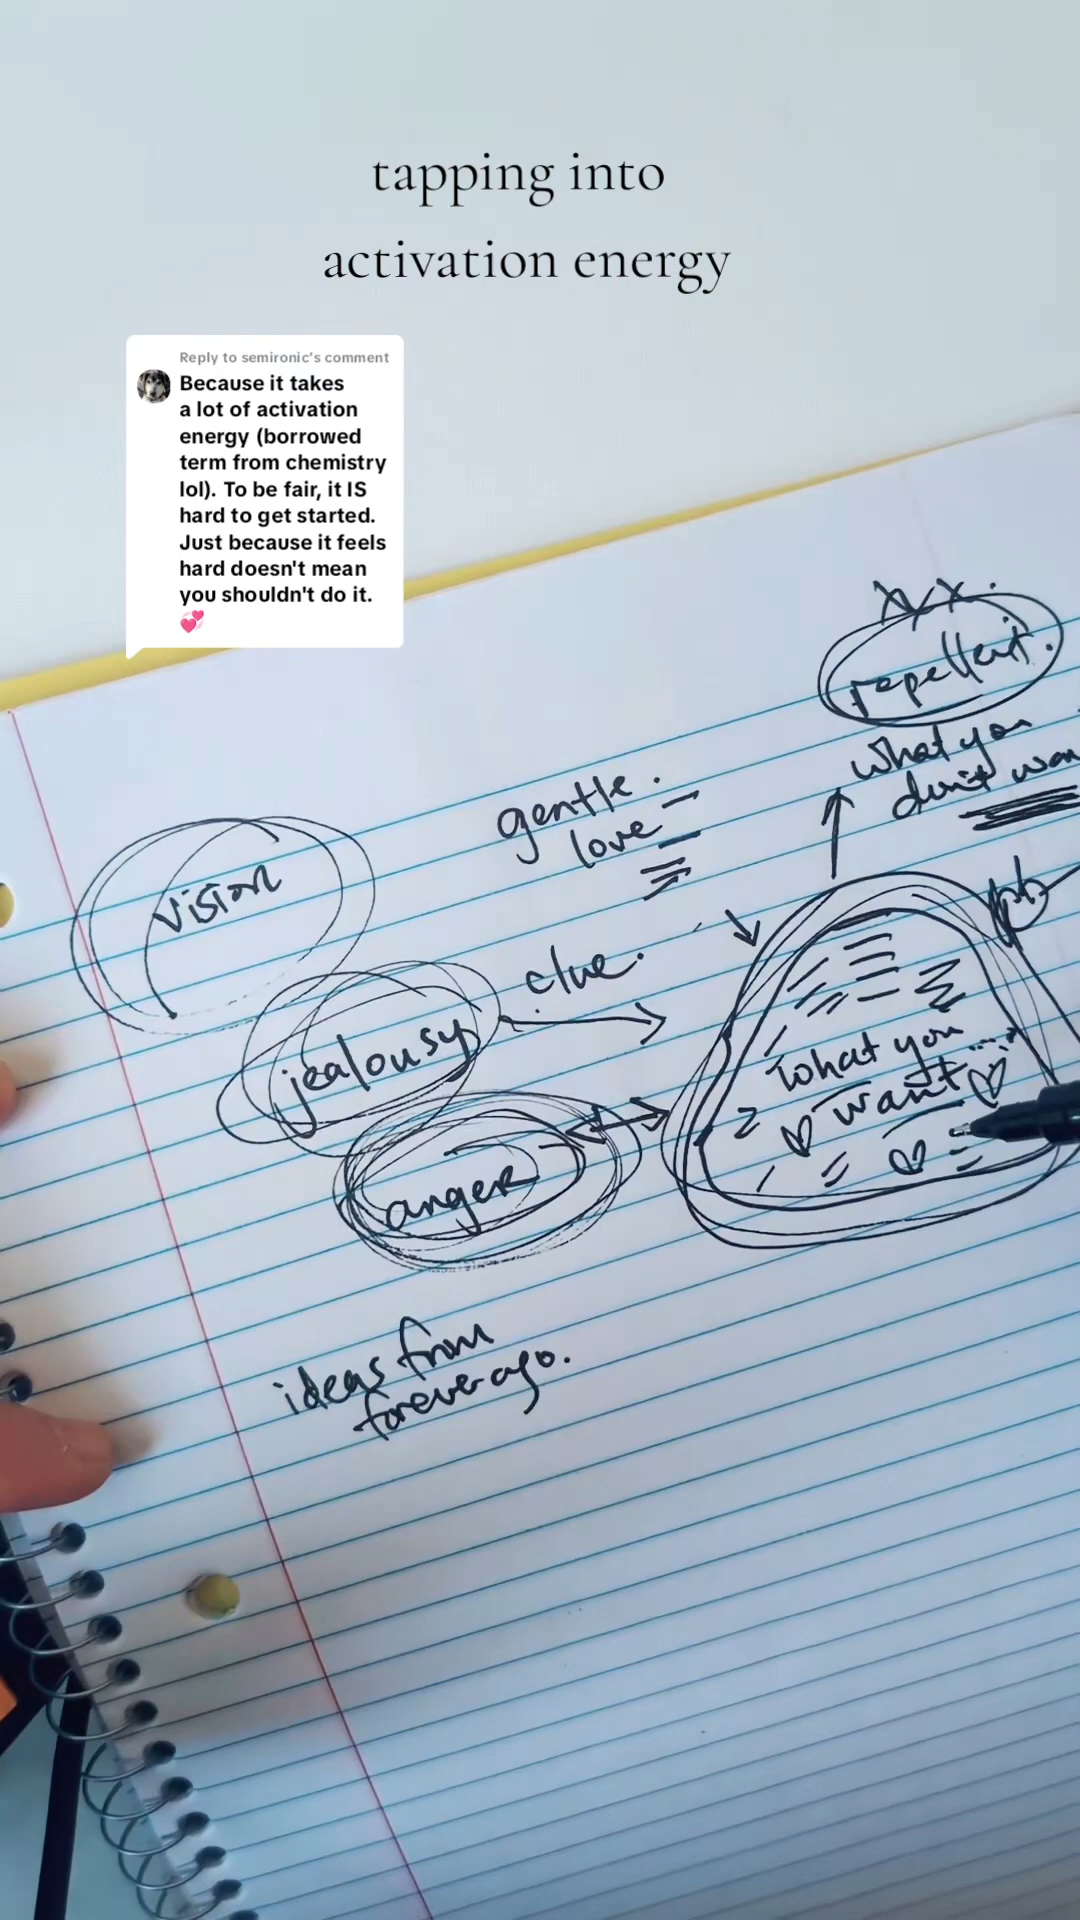 tapping into
activation energy
Reply to semironic's comment
Because it takes
a lot of activation
energy (borrowed
term from chemistry
lol). To be fair, it IS
hard to get started.
Just because it feels
hard doesn't mean
you shouldn't do it.
💞
repellent.
what you
don't wan
gentle.
love
vision
clue.
jealousy
what you
want...
anger
ideas from
forever ago.